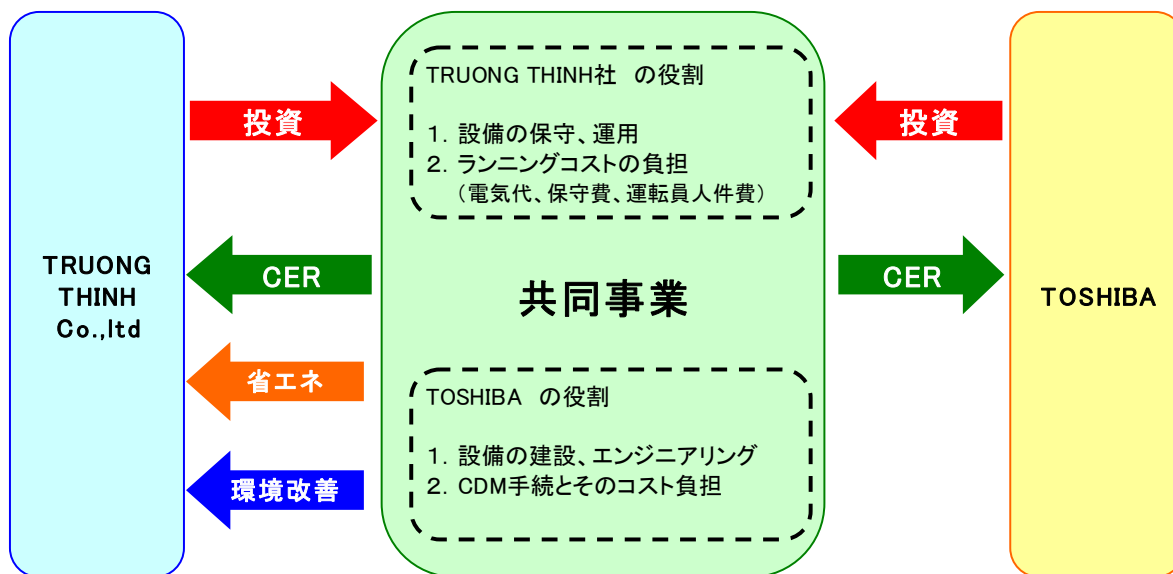 TRUONG
THINH
Co.,ltd
投資
CER
省エネ
環境改善
TRUONG THINH社　の役割
1. 設備の保守、運用
2. ランニングコストの負担
（電気代、保守費、運転員人件費）
共同事業
TOSHIBA　の役割
1. 設備の建設、エンジニアリング
2. CDM手続とそのコスト負担
投資
CER
TOSHIBA